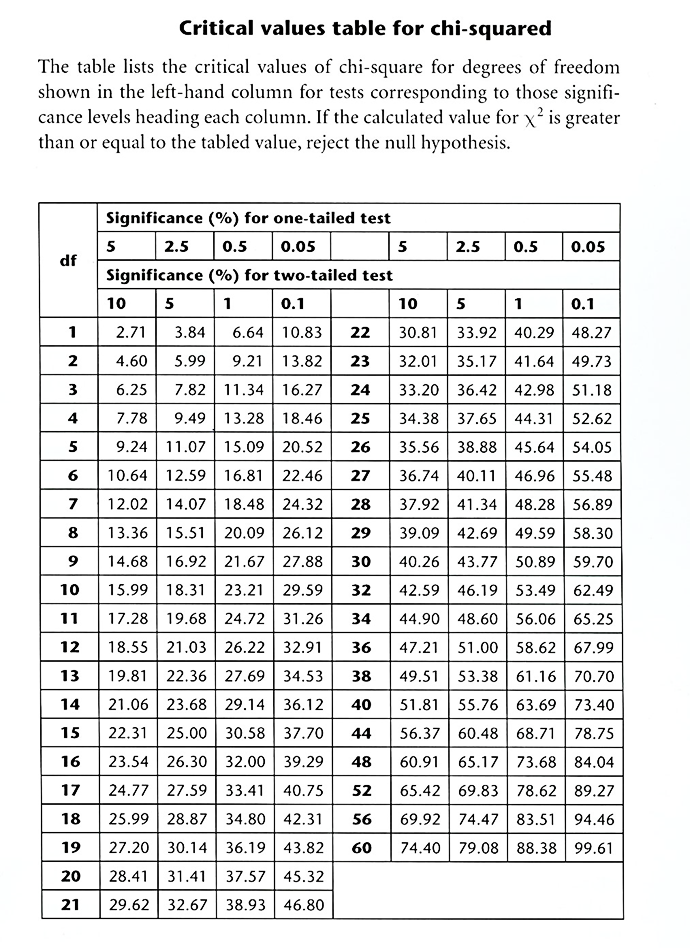 Critical values table for chi-squared
The table lists the critical values of chi-square for degrees of freedom
shown in the left-hand column for tests corresponding to those signifi-
cance levels heading each column. If the calculated value for χ² is greater
than or equal to the tabled value, reject the null hypothesis.
df
Significance (%) for one-tailed test
5 2.5 0.5 0.05 5 2.5 0.5 0.05
Significance (%) for two-tailed test
10 5 1 0.1 10 5 1 0.1
1 2.71 3.84 6.64 10.83 22 30.81 33.92 40.29 48.27
2 4.60 5.99 9.21 13.82 23 32.01 35.17 41.64 49.73
3 6.25 7.82 11.34 16.27 24 33.20 36.42 42.98 51.18
4 7.78 9.49 13.28 18.46 25 34.38 37.65 44.31 52.62
5 9.24 11.07 15.09 20.52 26 35.56 38.88 45.64 54.05
6 10.64 12.59 16.81 22.46 27 36.74 40.11 46.96 55.48
7 12.02 14.07 18.48 24.32 28 37.92 41.34 48.28 56.89
8 13.36 15.51 20.09 26.12 29 39.09 42.69 49.59 58.30
9 14.68 16.92 21.67 27.88 30 40.26 43.77 50.89 59.70
10 15.99 18.31 23.21 29.59 32 42.59 46.19 53.49 62.49
11 17.28 19.68 24.72 31.26 34 44.90 48.60 56.06 65.25
12 18.55 21.03 26.22 32.91 36 47.21 51.00 58.62 67.99
13 19.81 22.36 27.69 34.53 38 49.51 53.38 61.16 70.70
14 21.06 23.68 29.14 36.12 40 51.81 55.76 63.69 73.40
15 22.31 25.00 30.58 37.70 44 56.37 60.48 68.71 78.75
16 23.54 26.30 32.00 39.29 48 60.91 65.17 73.68 84.04
17 24.77 27.59 33.41 40.75 52 65.42 69.83 78.62 89.27
18 25.99 28.87 34.80 42.31 56 69.92 74.47 83.51 94.46
19 27.20 30.14 36.19 43.82 60 74.40 79.08 88.38 99.61
20 28.41 31.41 37.57 45.32
21 29.62 32.67 38.93 46.80